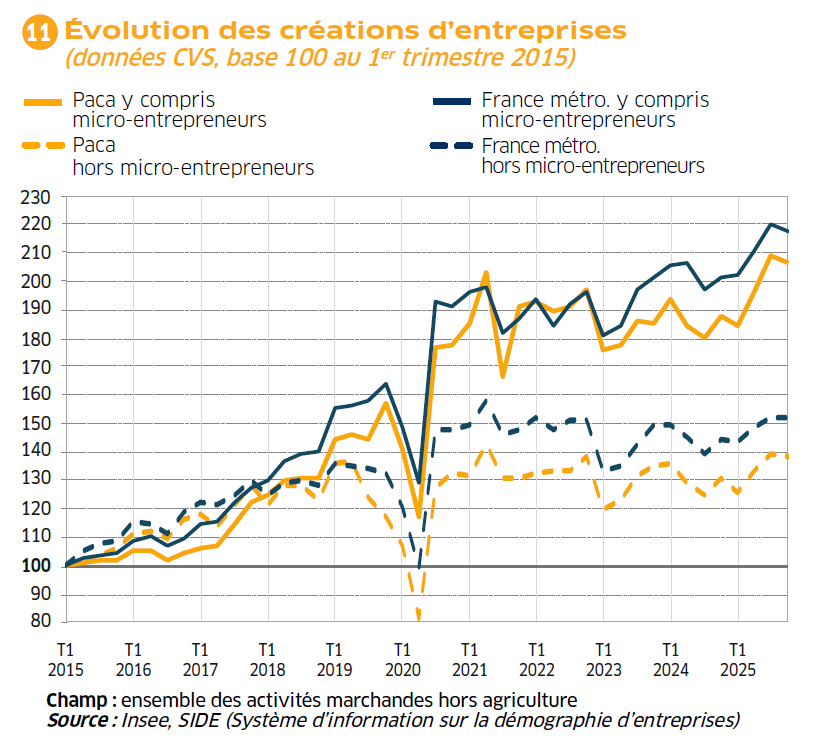 11 Évolution des créations d'entreprises
(données CVS, base 100 au 1er trimestre 2015)
Paca y compris
micro-entrepreneurs
France métro. y compris
micro-entrepreneurs
Paca
hors micro-entrepreneurs
France métro.
hors micro-entrepreneurs
230
220
210
200
190
180
170
160
150
140
130
120
110
100
90
80
T1 T1 T1 T1 T1 T1 T1 T1 T1 T1 T1
2015 2016 2017 2018 2019 2020 2021 2022 2023 2024 2025
Champ : ensemble des activités marchandes hors agriculture
Source : Insee, SIDE (Système d'information sur la démographie d'entreprises)